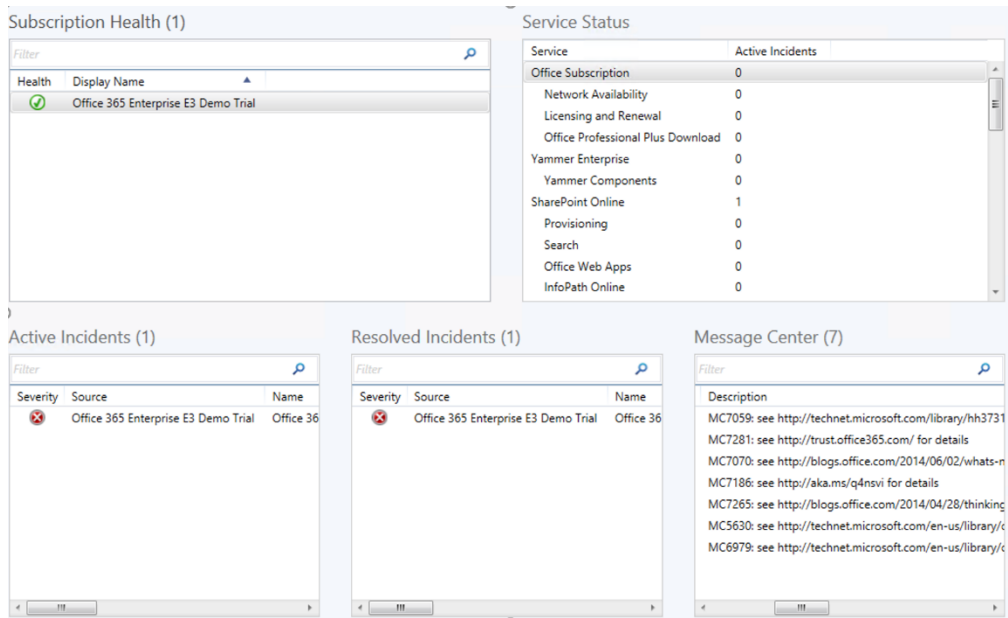 Subscription Health (1)
Filter
Health Display Name
Office 365 Enterprise E3 Demo Trial
Service Status
Service Active Incidents
Office Subscription 0
Network Availability 0
Licensing and Renewal 0
Office Professional Plus Download 0
Yammer Enterprise 0
Yammer Components 0
SharePoint Online 1
Provisioning 0
Search 0
Office Web Apps 0
InfoPath Online 0
Active Incidents (1)
Filter
Severity Source Name
Office 365 Enterprise E3 Demo Trial Office 36
Resolved Incidents (1)
Filter
Severity Source Name
Office 365 Enterprise E3 Demo Trial Office 36
Message Center (7)
Filter
Description
MC7059: see http://technet.microsoft.com/library/hh3731
MC7281: see http://trust.office365.com/ for details
MC7070: see http://blogs.office.com/2014/06/02/whats-n
MC7186: see http://aka.ms/q4nsvi for details
MC7265: see http://blogs.office.com/2014/04/28/thinking
MC5630: see http://technet.microsoft.com/en-us/library/c
MC6979: see http://technet.microsoft.com/en-us/library/c